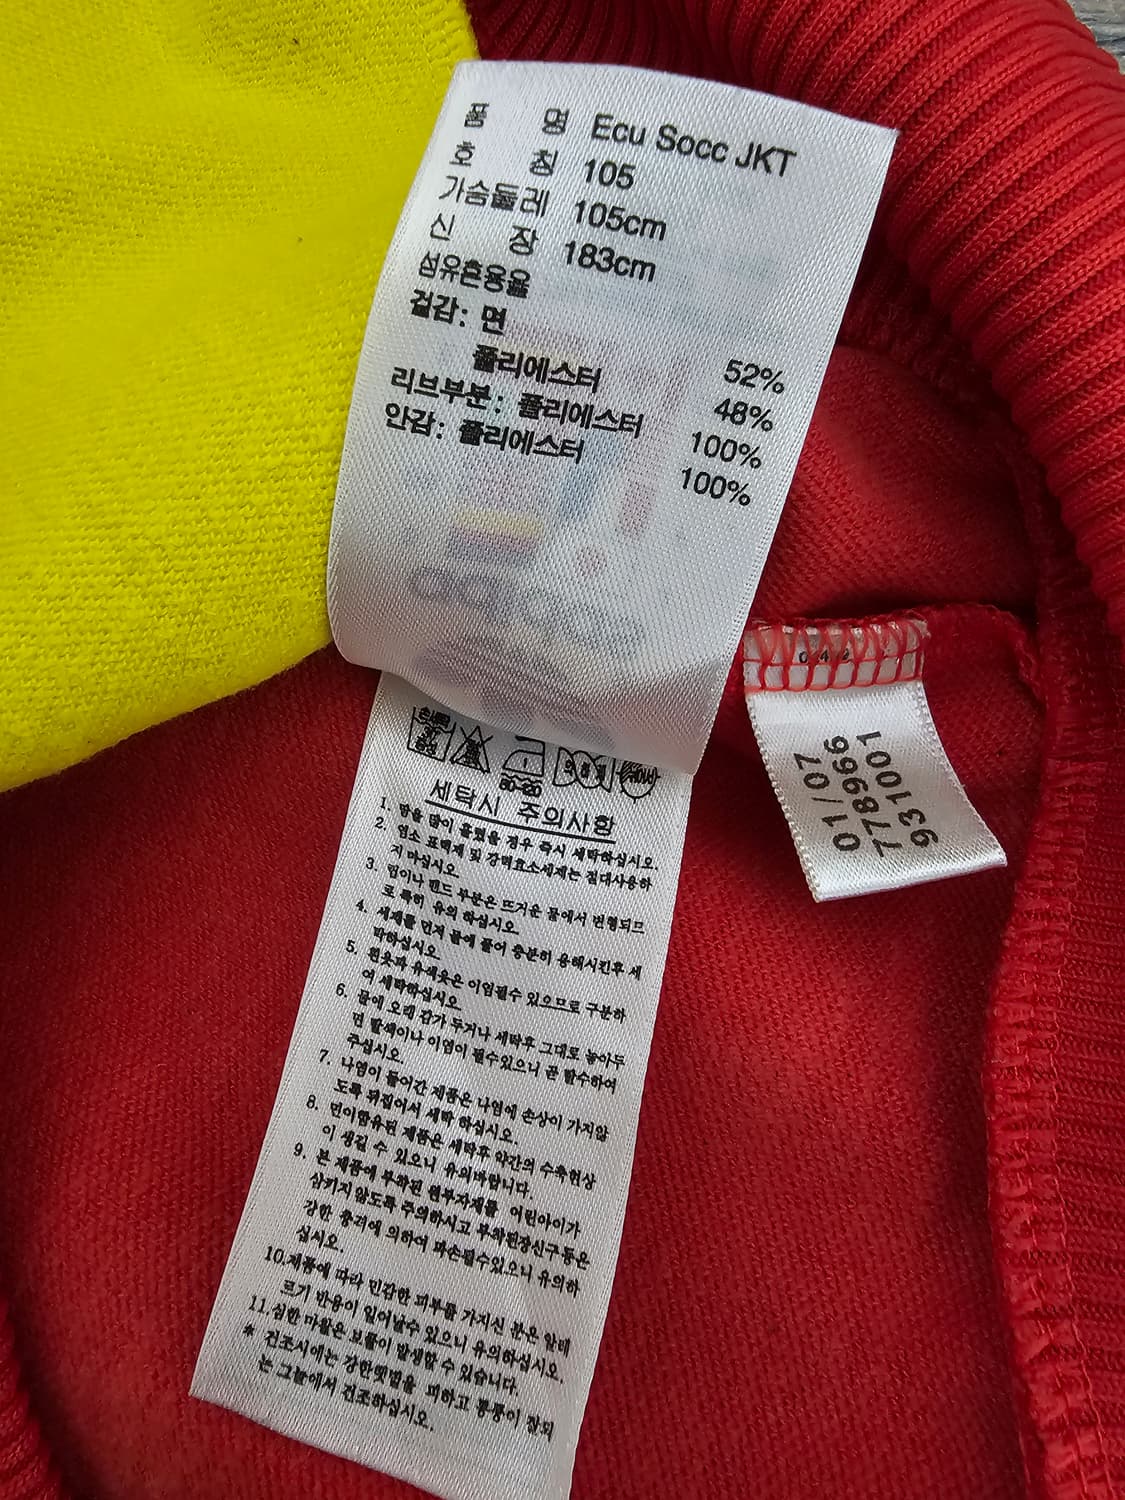 품 명 Ecu Socc JKT
호 칭 105
가슴둘레 105cm
신 장 183cm
섬유혼용율
겉감: 면 52%
폴리에스터 48%
리브부분: 폴리에스터 100%
안감: 폴리에스터 100%
80-120
세탁시 주의사항
1. 땀을 많이 흘렸을 경우 즉시 세탁하십시오.
2. 염소 표백제 및 강력효소세제는 절대사용하
지 마십시오.
3. 컵이나 밴드 부분은 뜨거운 물에서 변형되므
로 특히 유의 하십시오.
4. 세제를 먼저 물에 풀어 충분히 용해시킨후 세
탁하십시오.
5. 흰옷과 유색옷은 이염될수 있으므로 구분하
여 세탁하십시오.
6. 물에 오래 담가 두거나 세탁후 그대로 놓아두
면 탈색이나 이염이 될수있으니 곧 탈수하여
주십시오.
7. 나염이 들어간 제품은 나염에 손상이 가지않
도록 뒤집어서 세탁 하십시오.
8. 면이함유된 제품은 세탁후 약간의 수축현상
이 생길 수 있으니 유의바랍니다.
9. 본 제품에 부착된 원부자재를 어린아이가
삼키지않도록 주의하시고 부착된장신구등은
강한 충격에 의하여 파손될수있으니 유의하
십시오.
10.제품에 따라 민감한 피부를 가지신 분은 알레
르기 반응이 일어날수 있으니 유의하십시오.
11.심한 마찰은 보풀이 발생할 수 있습니다.
* 건조시에는 강한햇볕을 피하고 통풍이 잘되
는 그늘에서 건조하십시오.
01/07
778966
931001